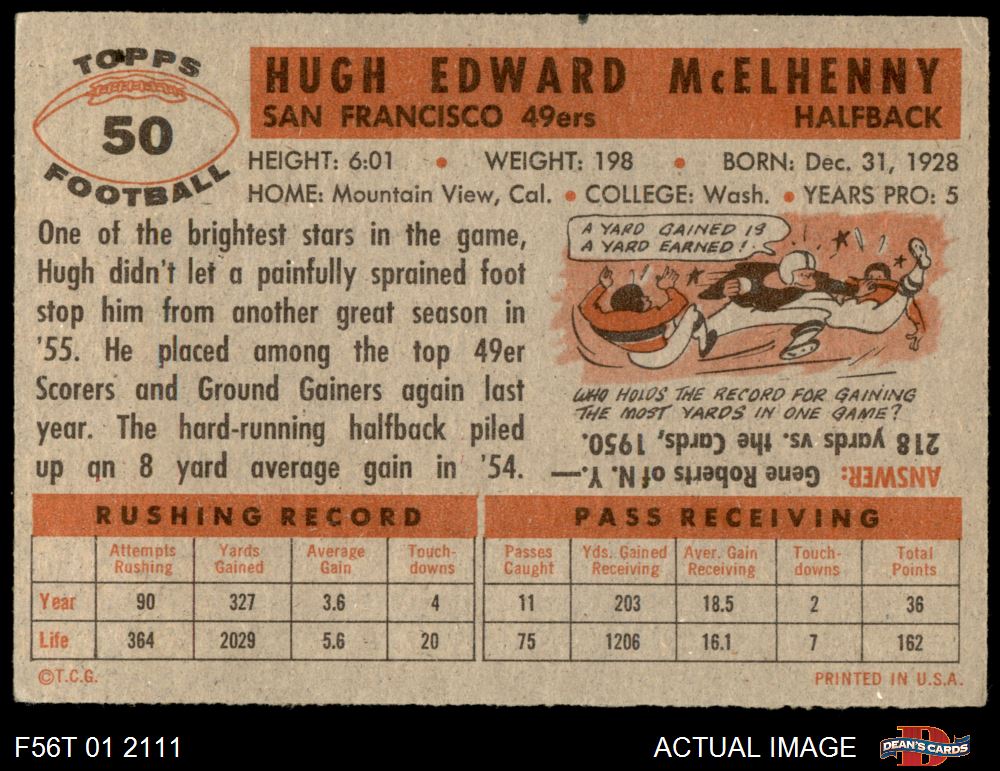 TOPPS
50
FOOTBALL
HUGH EDWARD McELHENNY
SAN FRANCISCO 49ers HALFBACK
HEIGHT: 6:01 • WEIGHT: 198 • BORN: Dec. 31, 1928
HOME: Mountain View, Cal. • COLLEGE: Wash. • YEARS PRO: 5
One of the brightest stars in the game,
Hugh didn't let a painfully sprained foot
stop him from another great season in
'55. He placed among the top 49er
Scorers and Ground Gainers again last
year. The hard-running halfback piled
up an 8 yard average gain in '54.
A YARD GAINED IS
A YARD EARNED!
WHO HOLDS THE RECORD FOR GAINING
THE MOST YARDS IN ONE GAME?
ANSWER: Gene Roberts of N. Y.—
218 yards vs. the Cards, 1950.
RUSHING RECORD
Attempts Rushing Yards Gained Average Gain Touch-downs
Year 90 327 3.6 4
Life 364 2029 5.6 20
PASS RECEIVING
Passes Caught Yds. Gained Receiving Aver. Gain Receiving Touch-downs Total Points
11 203 18.5 2 36
75 1206 16.1 7 162
©T.C.G. PRINTED IN U.S.A.
F56T 01 2111 ACTUAL IMAGE DEAN'S CARDS